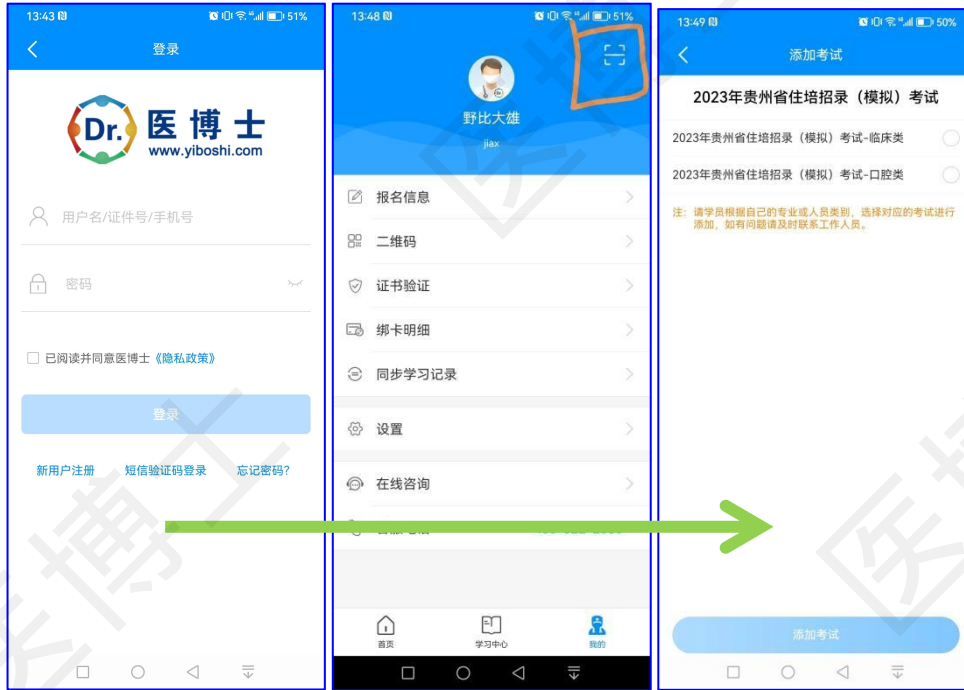 13:43
51%
登录
Dr.
医博士
www.yiboshi.com
用户名/证件号/手机号
密码
已阅读并同意医博士《隐私政策》
登录
新用户注册 短信验证码登录 忘记密码?
13:48
51%
野比大雄
jiax
报名信息
二维码
证书验证
绑卡明细
同步学习记录
设置
在线咨询
首页 学习中心 我的
13:49
50%
添加考试
2023年贵州省住培招录（模拟）考试
2023年贵州省住培招录（模拟）考试-临床类
2023年贵州省住培招录（模拟）考试-口腔类
注: 请学员根据自己的专业或人员类别，选择对应的考试进行
添加，如有问题请及时联系工作人员。
添加考试
医博士